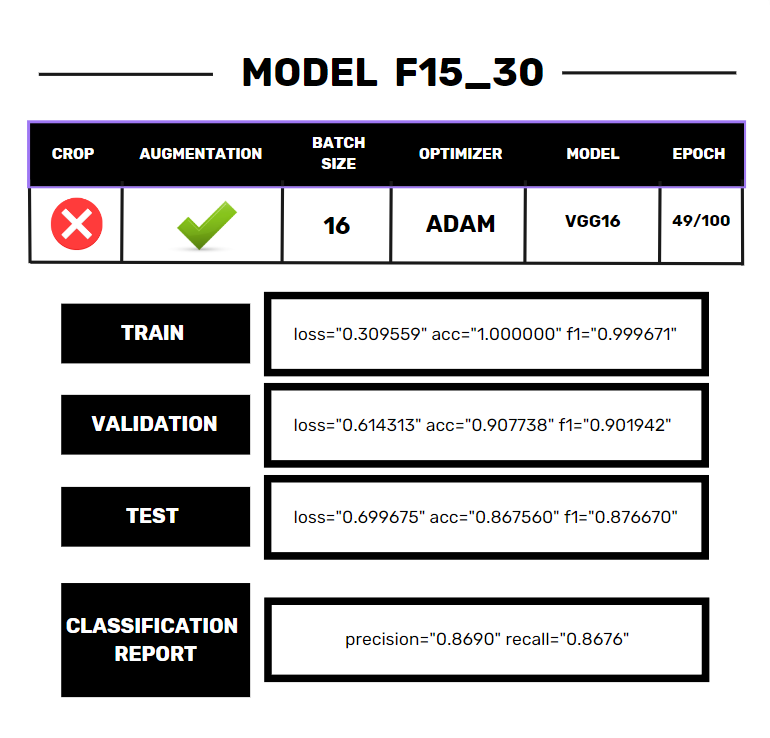 MODEL F15_30
CROP AUGMENTATION BATCH SIZE OPTIMIZER MODEL EPOCH
16 ADAM VGG16 49/100
TRAIN
loss="0.309559" acc="1.000000" f1="0.999671"
VALIDATION
loss="0.614313" acc="0.907738" f1="0.901942"
TEST
loss="0.699675" acc="0.867560" f1="0.876670"
CLASSIFICATION
REPORT
precision="0.8690" recall="0.8676"